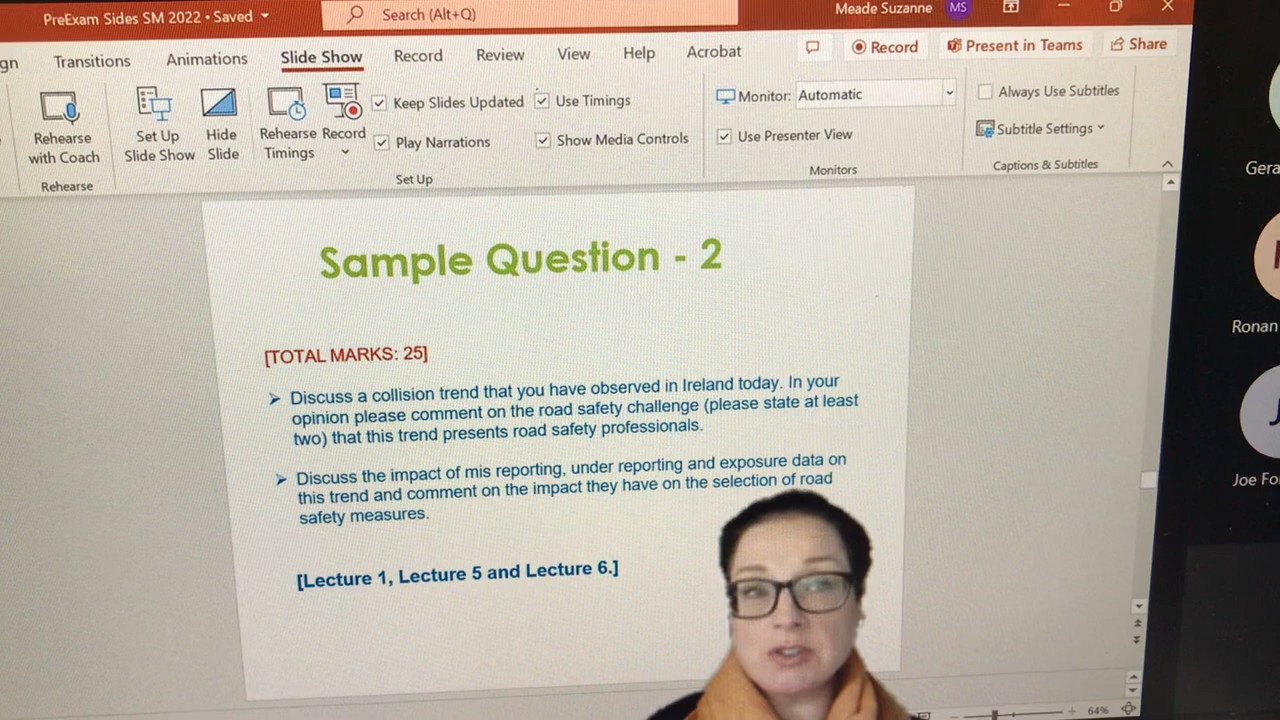 PreExam Sides SM 2022 • Saved
Search (Alt+Q)
Meade Suzanne MS
gn Transitions Animations Slide Show Record Review View Help Acrobat
Record Present in Teams Share
Rehearse with Coach
Rehearse
Set Up Slide Show
Hide Slide
Rehearse Timings
Record
Keep Slides Updated
Play Narrations
Use Timings
Show Media Controls
Set Up
Monitor: Automatic
Use Presenter View
Monitors
Always Use Subtitles
Subtitle Settings
Captions & Subtitles
Sample Question - 2
[TOTAL MARKS: 25]
Discuss a collision trend that you have observed in Ireland today. In your
opinion please comment on the road safety challenge (please state at least
two) that this trend presents road safety professionals.
Discuss the impact of mis reporting, under reporting and exposure data on
this trend and comment on the impact they have on the selection of road
safety measures.
[Lecture 1, Lecture 5 and Lecture 6.]
Gera
Ronan
Joe Fo
64%